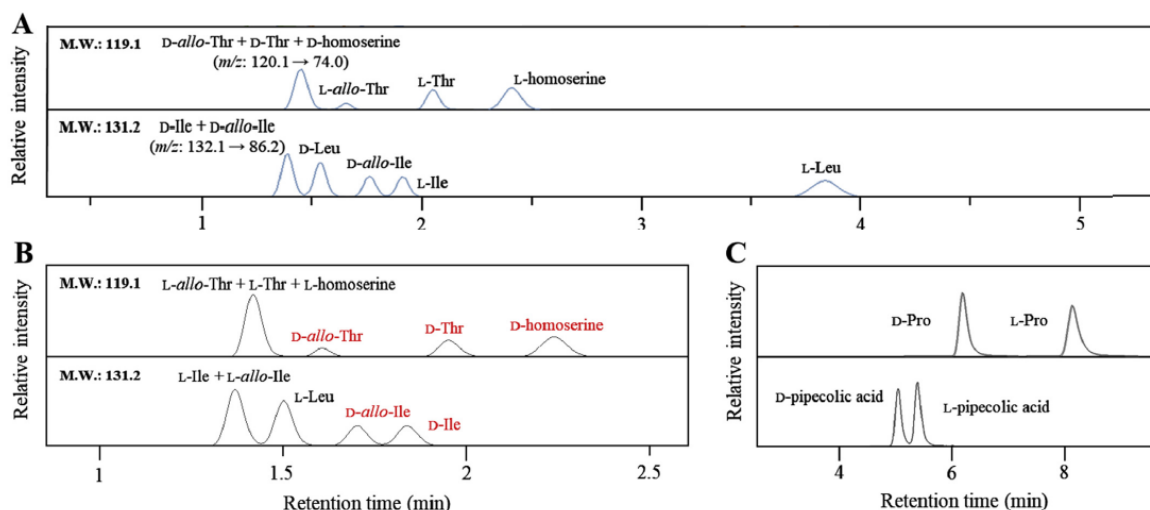 A
Relative intensity
M.W.: 119.1
D-allo-Thr + D-Thr + D-homoserine
(m/z: 120.1 → 74.0)
L-allo-Thr
L-Thr
L-homoserine
M.W.: 131.2
D-Ile + D-allo-Ile
(m/z: 132.1 → 86.2)
D-Leu
D-allo-Ile
L-Ile
L-Leu
1 2 3 4 5
B
Relative intensity
Relative intensity
M.W.: 119.1
L-allo-Thr + L-Thr + L-homoserine
D-allo-Thr
D-Thr
D-homoserine
M.W.: 131.2
L-Ile + L-allo-Ile
L-Leu
D-allo-Ile
D-Ile
1 1.5 2 2.5
Retention time (min)
C
Relative intensity
Relative intensity
D-Pro
L-Pro
D-pipecolic acid
L-pipecolic acid
4 6 8
Retention time (min)